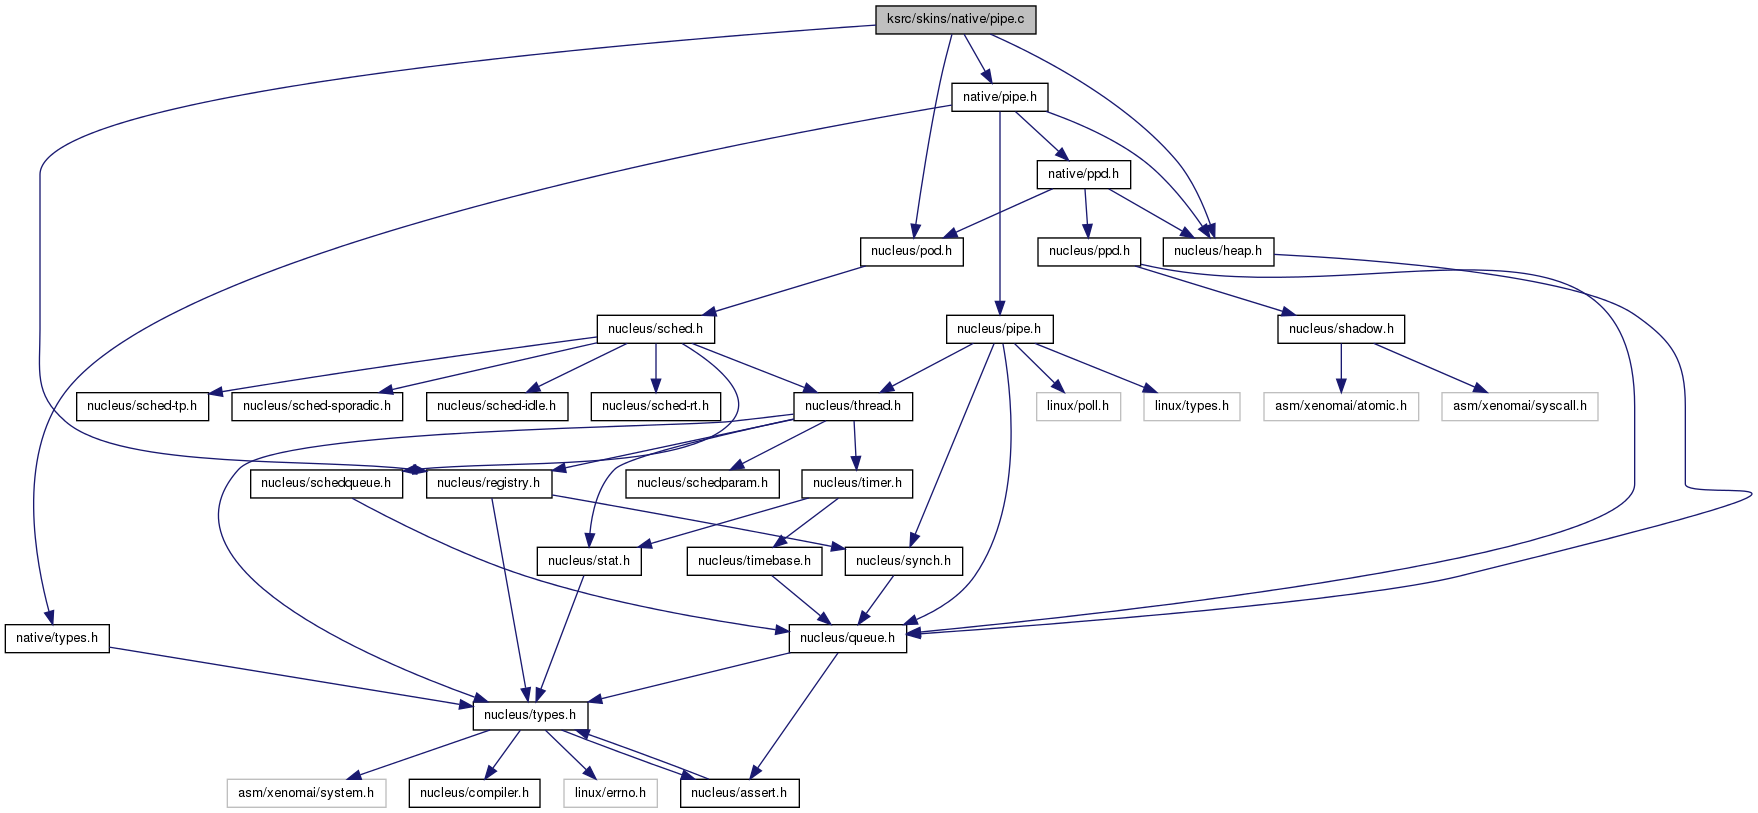 ksrc/skins/native/pipe.c
native/pipe.h
native/ppd.h
nucleus/pod.h
nucleus/ppd.h
nucleus/heap.h
nucleus/sched.h
nucleus/pipe.h
nucleus/shadow.h
nucleus/sched-tp.h
nucleus/sched-sporadic.h
nucleus/sched-idle.h
nucleus/sched-rt.h
nucleus/thread.h
linux/poll.h
linux/types.h
asm/xenomai/atomic.h
asm/xenomai/syscall.h
nucleus/schedqueue.h
nucleus/registry.h
nucleus/schedparam.h
nucleus/timer.h
nucleus/stat.h
nucleus/timebase.h
nucleus/synch.h
native/types.h
nucleus/queue.h
nucleus/types.h
asm/xenomai/system.h
nucleus/compiler.h
linux/errno.h
nucleus/assert.h